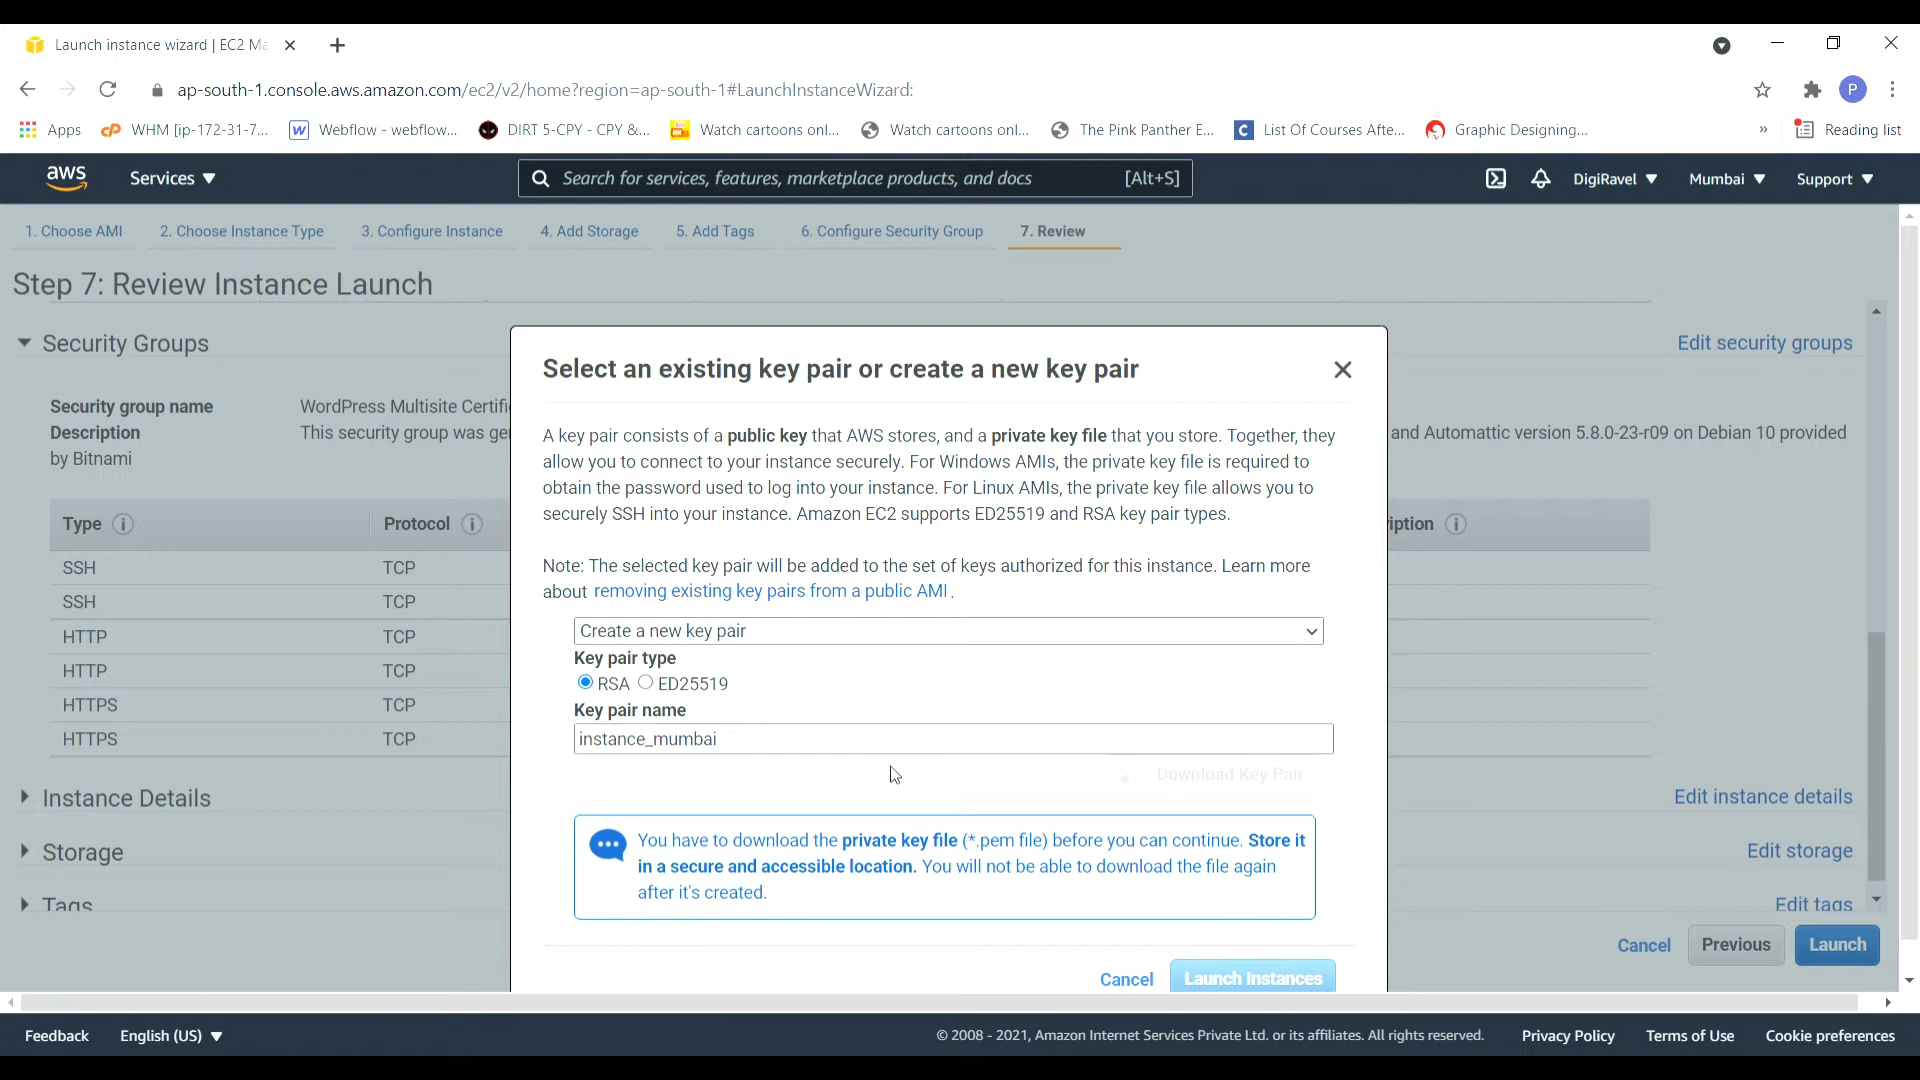 Launch instance wizard | EC2 Ma
ap-south-1.console.aws.amazon.com/ec2/v2/home?region=ap-south-1#LaunchInstanceWizard:
P
Apps WHM [ip-172-31-7... Webflow - webflow... DIRT 5-CPY - CPY &... Watch cartoons onl... Watch cartoons onl... The Pink Panther E... List Of Courses Afte... Graphic Designing... » Reading list
aws Services Search for services, features, marketplace products, and docs [Alt+S] DigiRavel Mumbai Support
1. Choose AMI 2. Choose Instance Type 3. Configure Instance 4. Add Storage 5. Add Tags 6. Configure Security Group 7. Review
Step 7: Review Instance Launch
Security Groups Edit security groups
Security group name WordPress Multisite Certifi
Description This security group was ge and Automattic version 5.8.0-23-r09 on Debian 10 provided
by Bitnami
Type Protocol iption
SSH TCP
SSH TCP
HTTP TCP
HTTP TCP
HTTPS TCP
HTTPS TCP
Instance Details Edit instance details
Storage Edit storage
Tags Edit tags
Cancel Previous Launch
Select an existing key pair or create a new key pair
A key pair consists of a public key that AWS stores, and a private key file that you store. Together, they
allow you to connect to your instance securely. For Windows AMIs, the private key file is required to
obtain the password used to log into your instance. For Linux AMIs, the private key file allows you to
securely SSH into your instance. Amazon EC2 supports ED25519 and RSA key pair types.
Note: The selected key pair will be added to the set of keys authorized for this instance. Learn more
about removing existing key pairs from a public AMI .
Create a new key pair
Key pair type
RSA ED25519
Key pair name
instance_mumbai
Download Key Pair
You have to download the private key file (*.pem file) before you can continue. Store it
in a secure and accessible location. You will not be able to download the file again
after it's created.
Cancel Launch Instances
Feedback English (US) © 2008 - 2021, Amazon Internet Services Private Ltd. or its affiliates. All rights reserved. Privacy Policy Terms of Use Cookie preferences